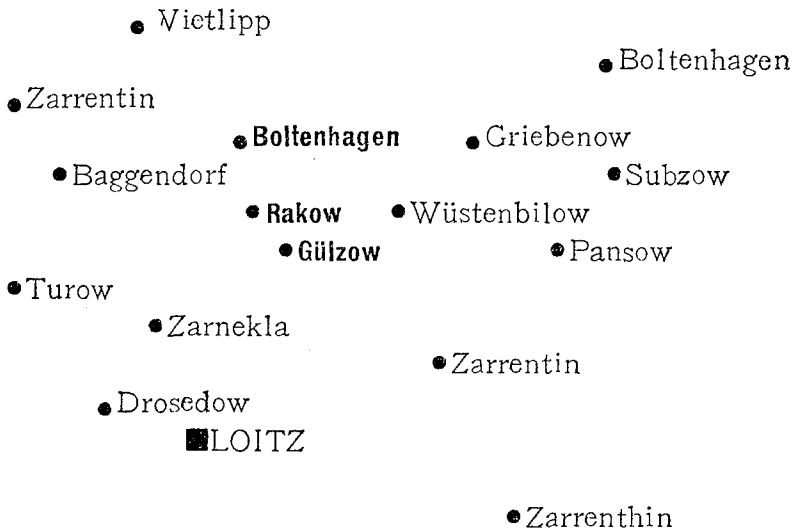 Vietlipp
Boltenhagen
Zarrentin
Boltenhagen
Griebenow
Baggendorf
Subzow
Rakow
Wüstenbilow
Gülzow
Pansow
Turow
Zarnekla
Zarrentin
Drosedow
LOITZ
Zarrenthin